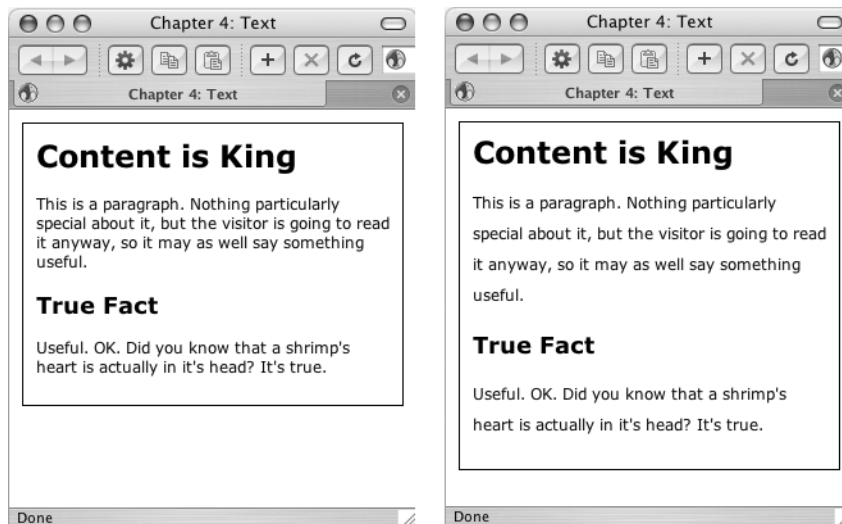 Chapter 4: Text
Chapter 4: Text
Content is King
This is a paragraph. Nothing particularly
special about it, but the visitor is going to read
it anyway, so it may as well say something
useful.
True Fact
Useful. OK. Did you know that a shrimp's
heart is actually in it's head? It's true.
Done
Chapter 4: Text
Chapter 4: Text
Content is King
This is a paragraph. Nothing particularly
special about it, but the visitor is going to read
it anyway, so it may as well say something
useful.
True Fact
Useful. OK. Did you know that a shrimp's
heart is actually in it's head? It's true.
Done